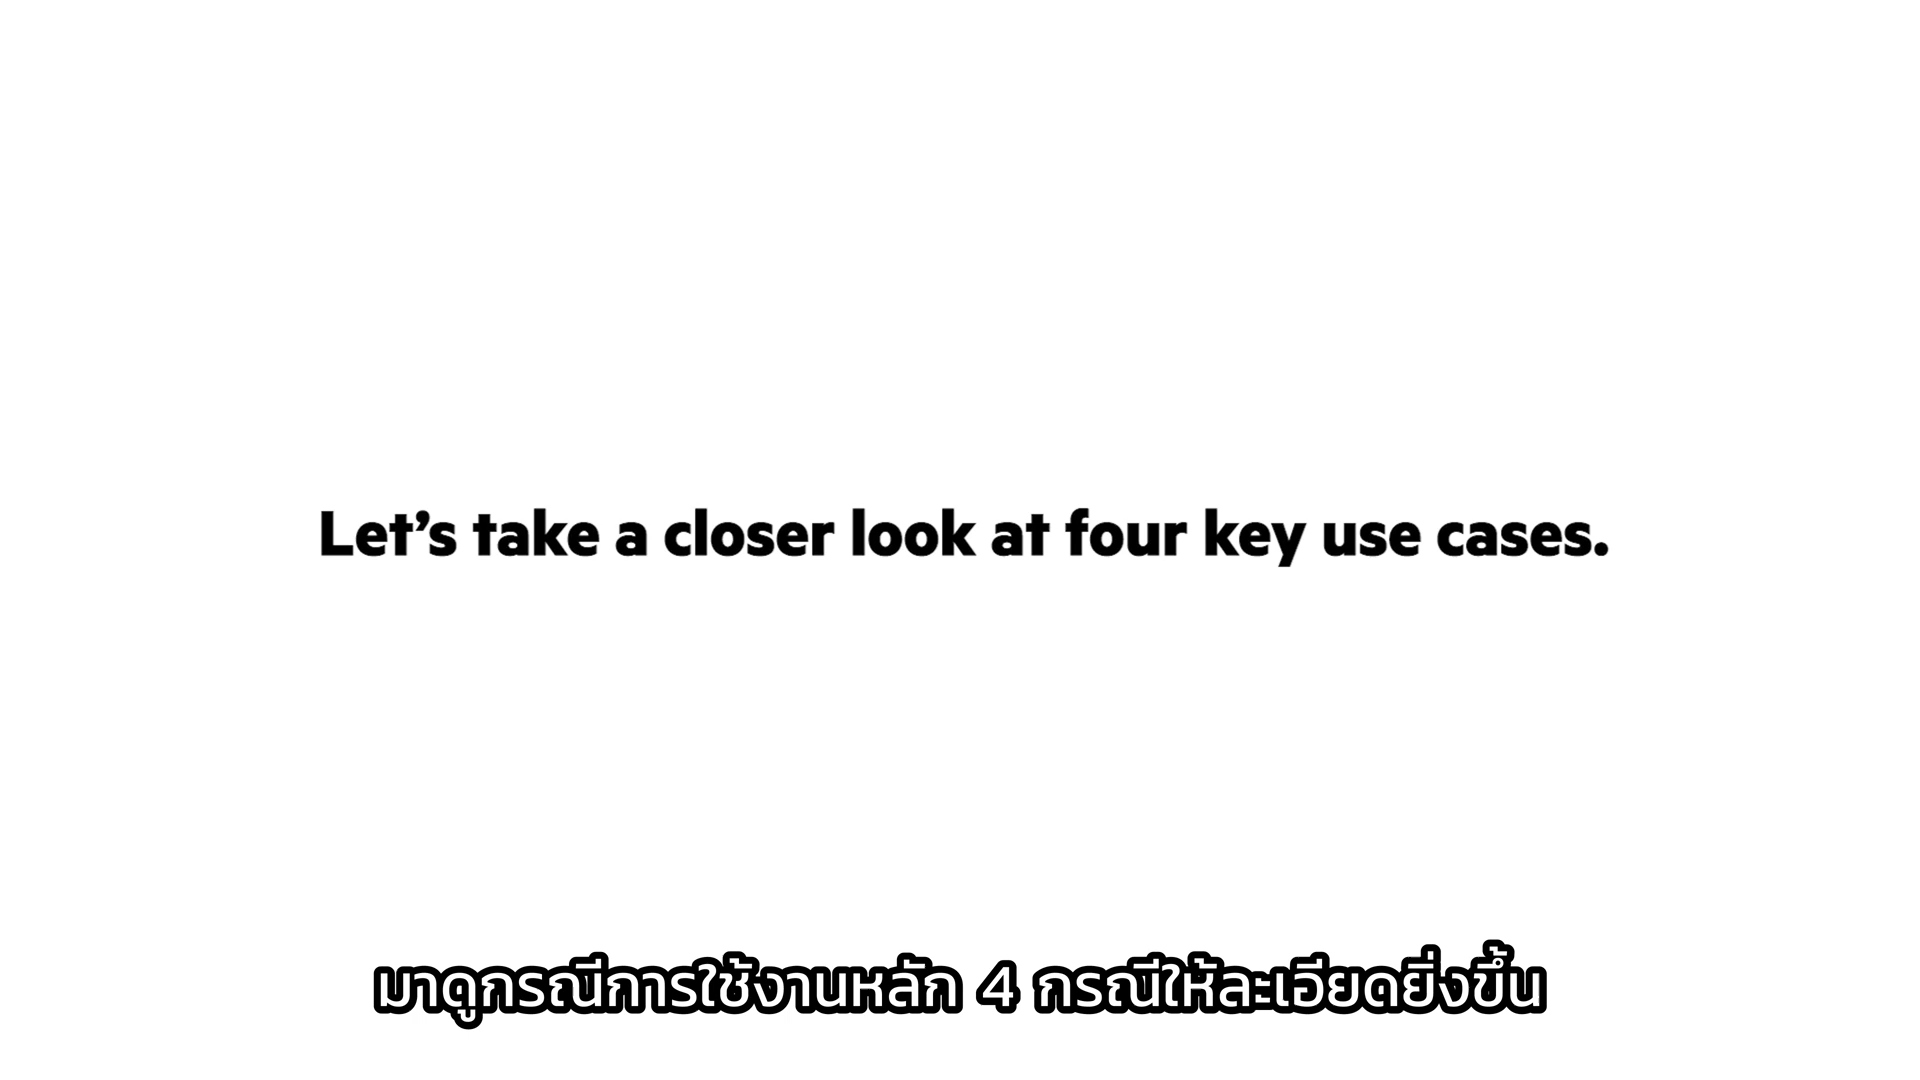 Let’s take a closer look at four key use cases.
มาดูกรณีการใช้งานหลัก 4 กรณีให้ละเอียดยิ่งขึ้น